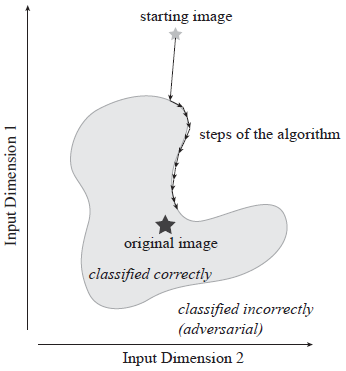 starting image
steps of the algorithm
original image
classified correctly
classified incorrectly
(adversarial)
Input Dimension 1
Input Dimension 2